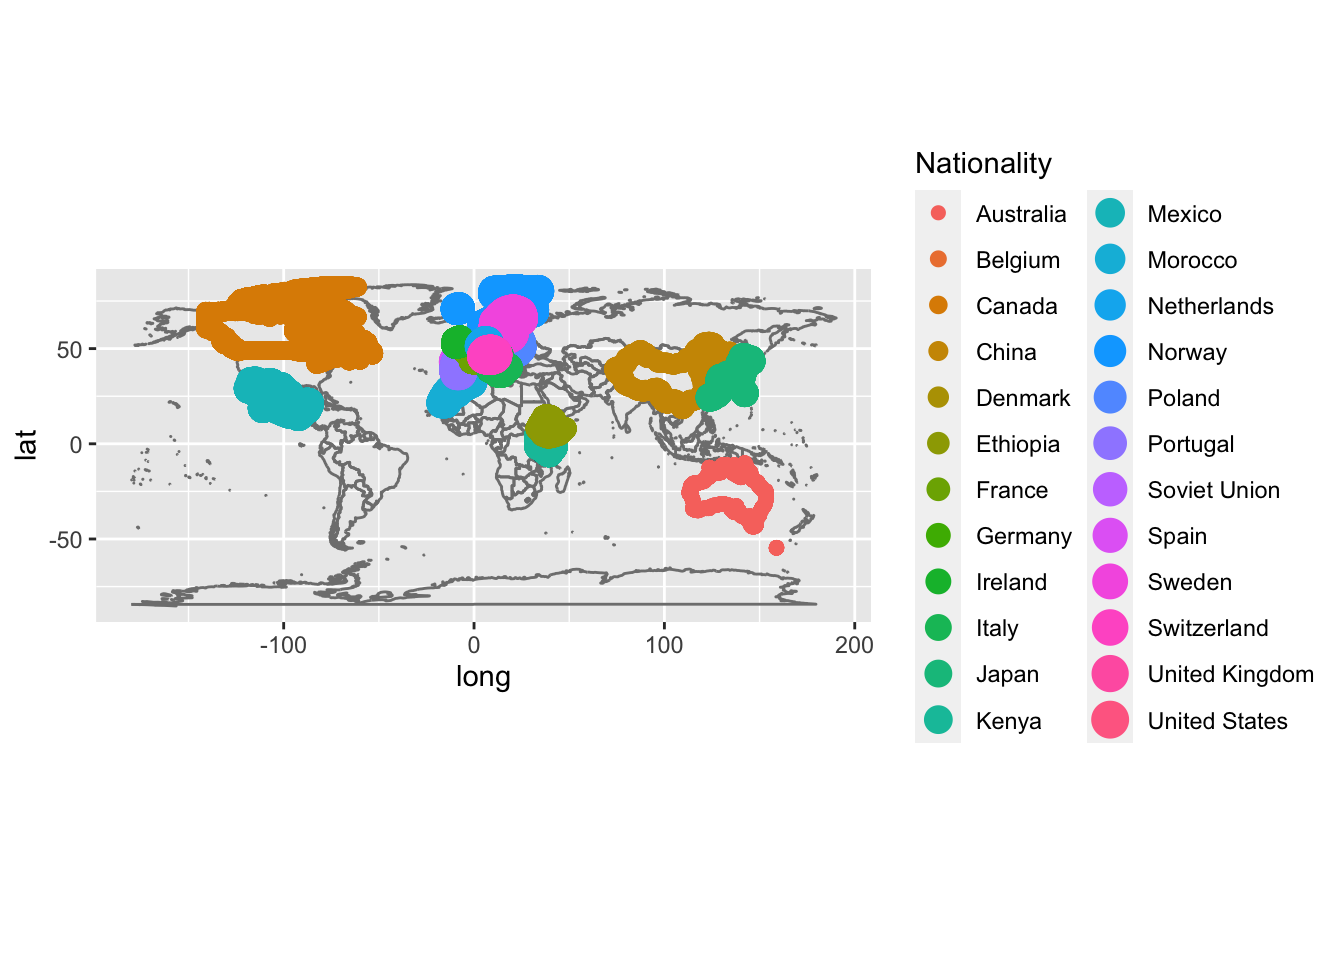 Nationality
Australia
Belgium
Canada
China
Denmark
Ethiopia
France
Germany
Ireland
Italy
Japan
Kenya
Mexico
Morocco
Netherlands
Norway
Poland
Portugal
Soviet Union
Spain
Sweden
Switzerland
United Kingdom
United States
lat
50
0
-50
-100
0
100
200
long